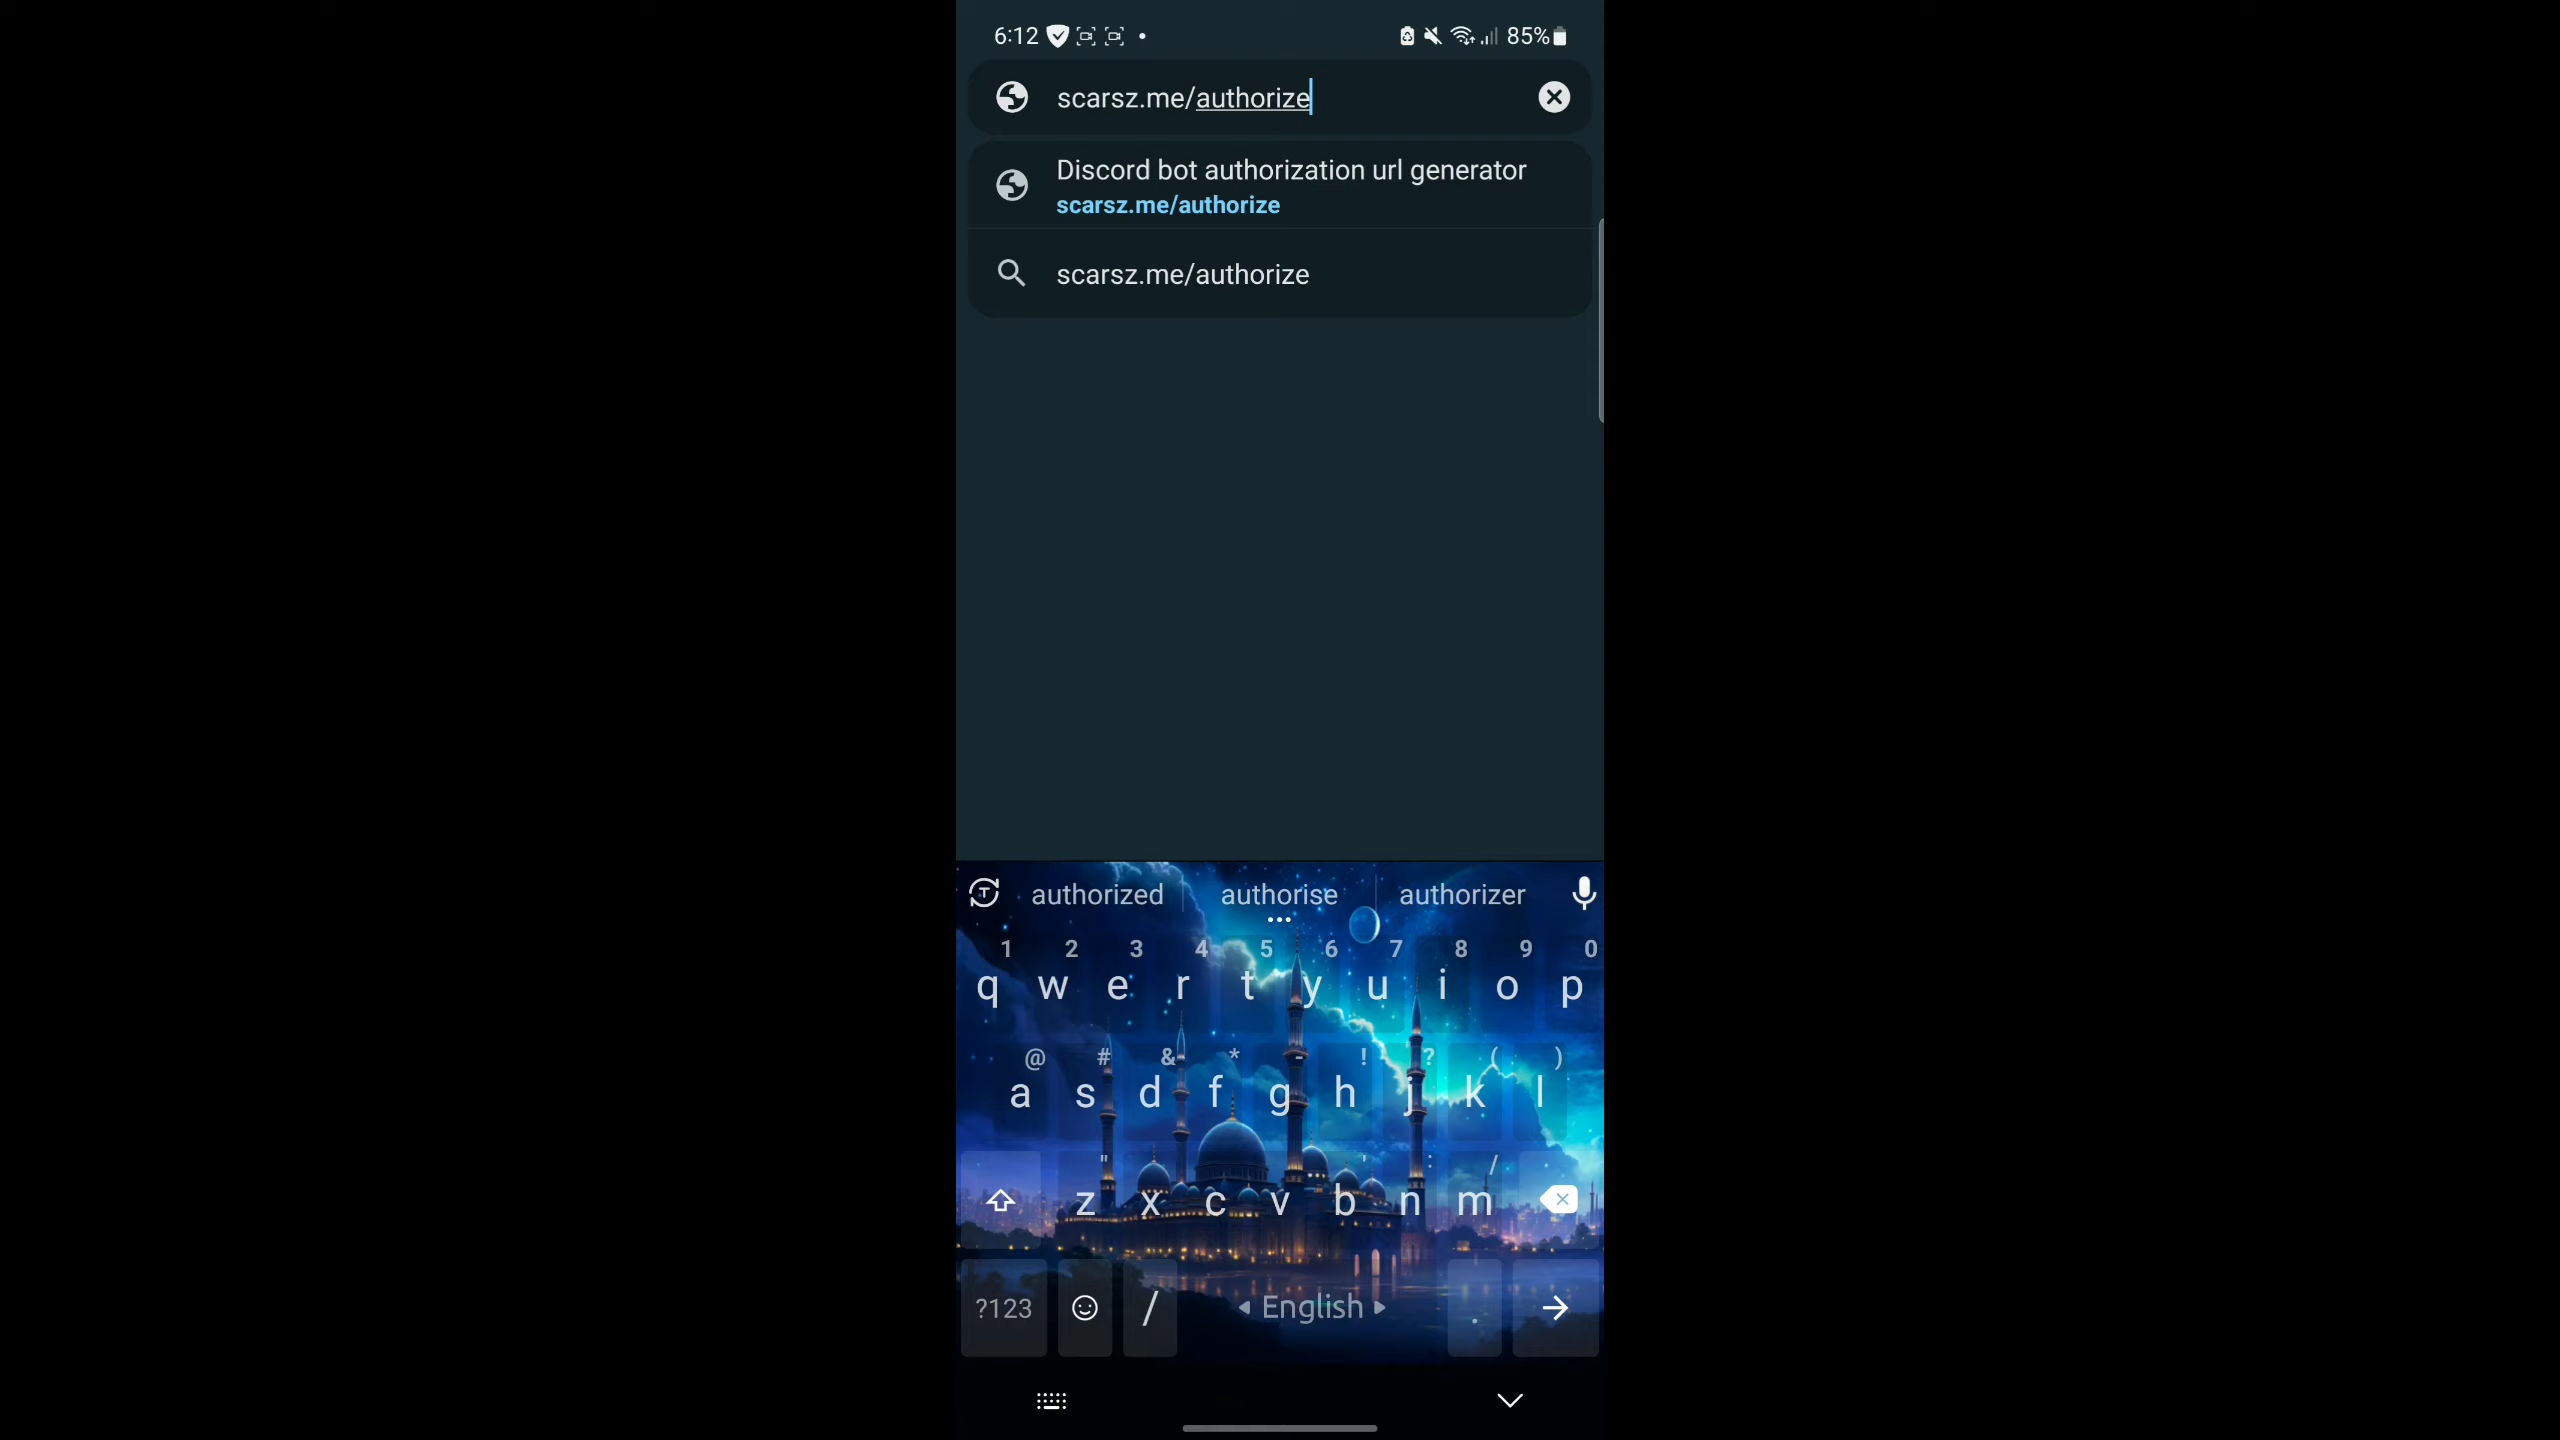 6:12 85%
scarsz.me/authorize
Discord bot authorization url generator
scarsz.me/authorize
scarsz.me/authorize
authorized authorise authorizer
1 2 3 4 5 6 7 8 9 0
q w e r t y u i o p
@ # & * - ! ? ( )
a s d f g h j k l
" ' : /
z x c v b n m
?123 / English .